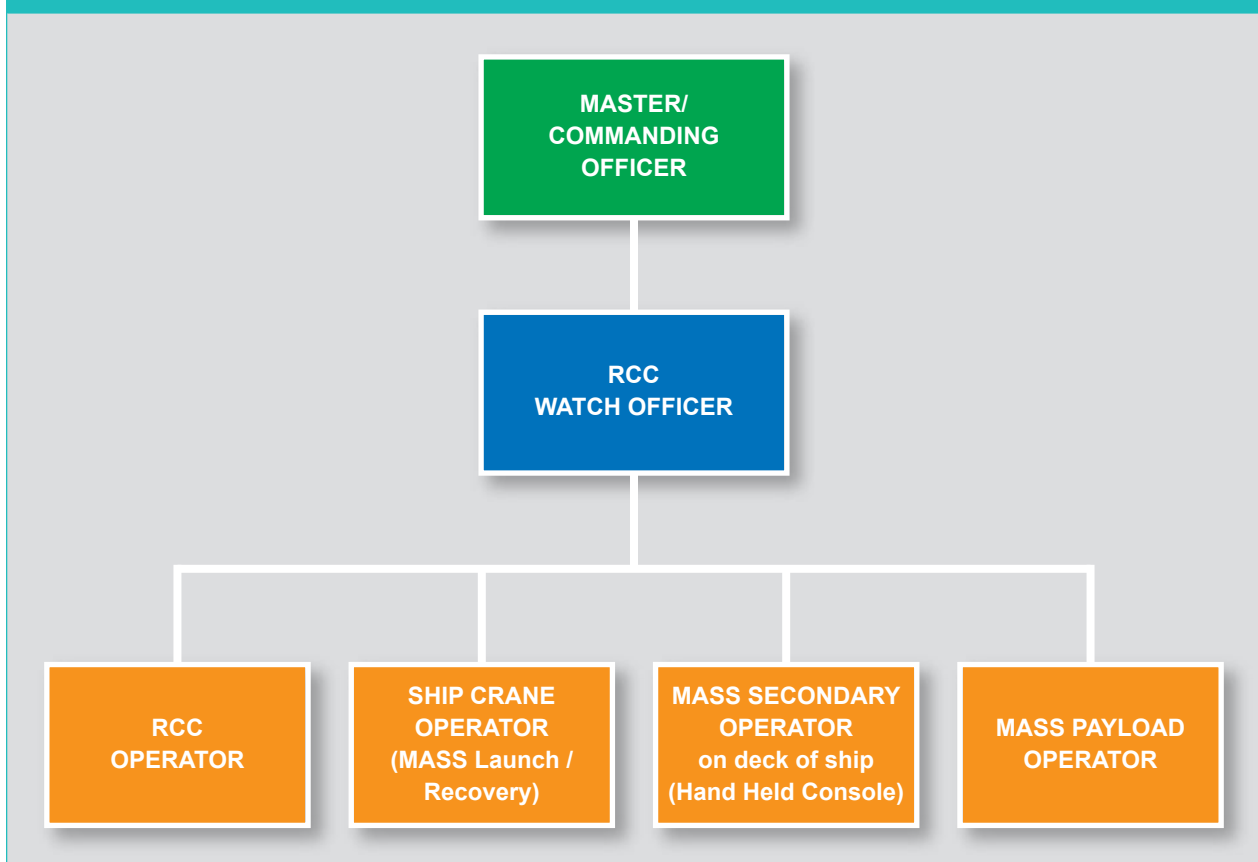 MASTER/
COMMANDING
OFFICER
RCC
WATCH OFFICER
RCC
OPERATOR
SHIP CRANE
OPERATOR
(MASS Launch /
Recovery)
MASS SECONDARY
OPERATOR
on deck of ship
(Hand Held Console)
MASS PAYLOAD
OPERATOR